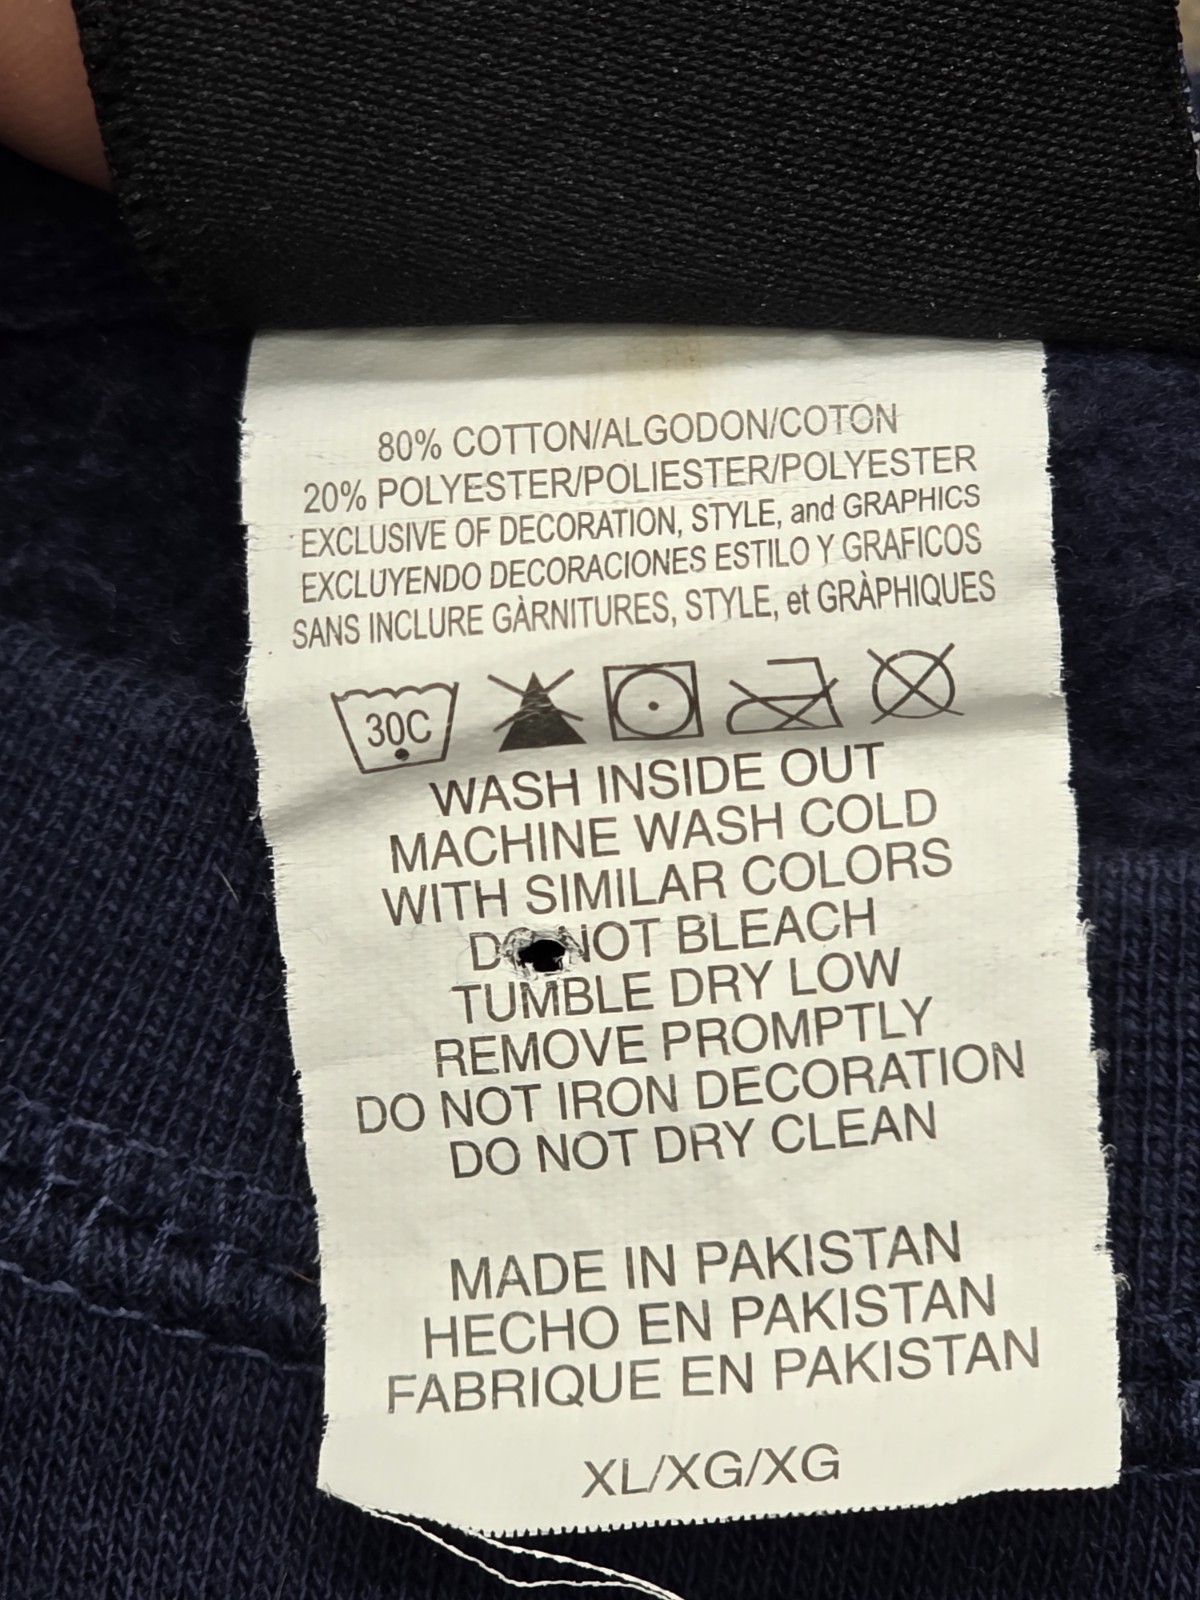 80% COTTON/ALGODON/COTON
20% POLYESTER/POLIESTER/POLYESTER
EXCLUSIVE OF DECORATION, STYLE, and GRAPHICS
EXCLUYENDO DECORACIONES ESTILO Y GRAFICOS
SANS INCLURE GÀRNITURES, STYLE, et GRÀPHIQUES
30C
WASH INSIDE OUT
MACHINE WASH COLD
WITH SIMILAR COLORS
DO NOT BLEACH
TUMBLE DRY LOW
REMOVE PROMPTLY
DO NOT IRON DECORATION
DO NOT DRY CLEAN
MADE IN PAKISTAN
HECHO EN PAKISTAN
FABRIQUE EN PAKISTAN
XL/XG/XG